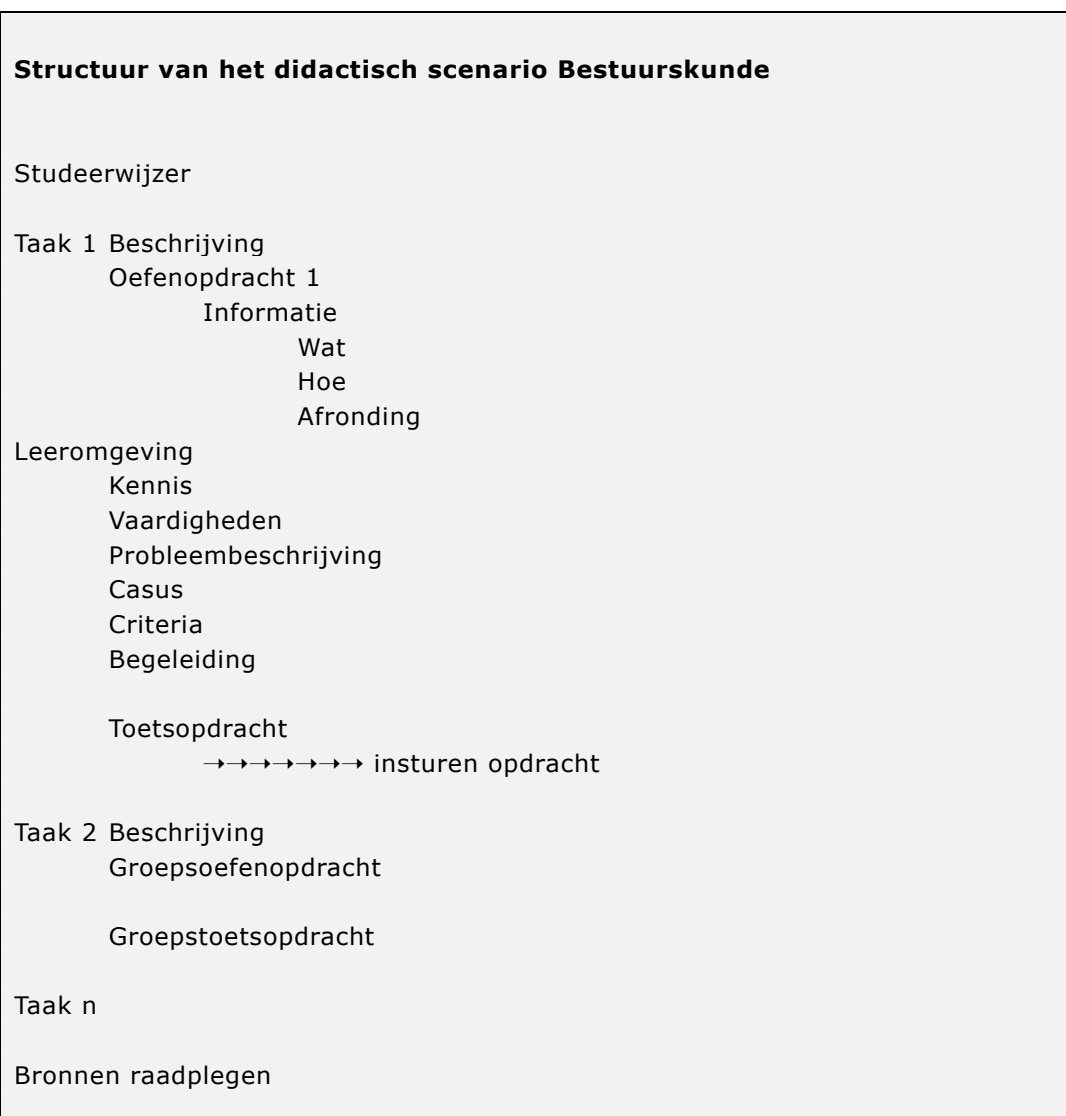 Structuur van het didactisch scenario Bestuurskunde
Studeerwijzer
Taak 1 Beschrijving
Oefenopdracht 1
Informatie
Wat
Hoe
Afronding
Leeromgeving
Kennis
Vaardigheden
Probleembeschrijving
Casus
Criteria
Begeleiding
Toetsopdracht
➝➝➝➝➝➝➝ insturen opdracht
Taak 2 Beschrijving
Groepsoefenopdracht
Groepstoetsopdracht
Taak n
Bronnen raadplegen